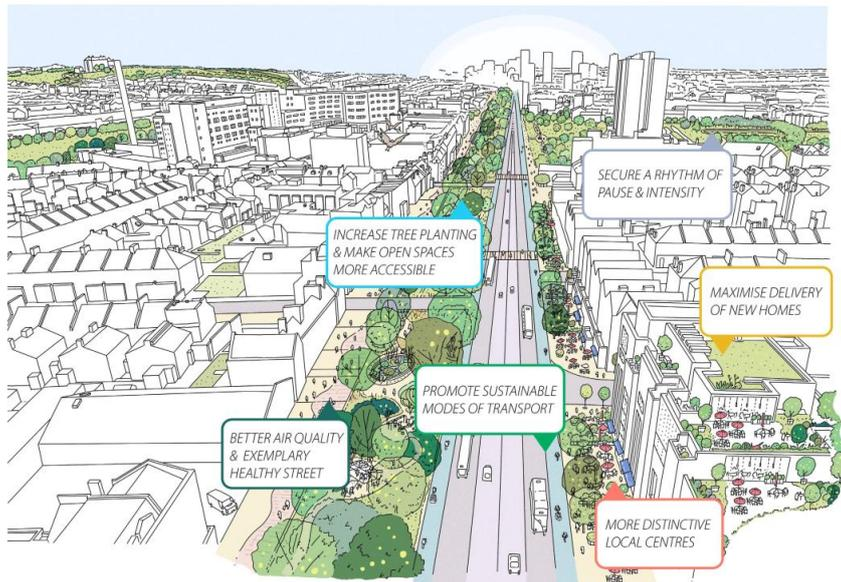 SECURE A RHYTHM OF
PAUSE & INTENSITY
INCREASE TREE PLANTING
& MAKE OPEN SPACES
MORE ACCESSIBLE
MAXIMISE DELIVERY
OF NEW HOMES
PROMOTE SUSTAINABLE
MODES OF TRANSPORT
BETTER AIR QUALITY
& EXEMPLARY
HEALTHY STREET
MORE DISTINCTIVE
LOCAL CENTRES